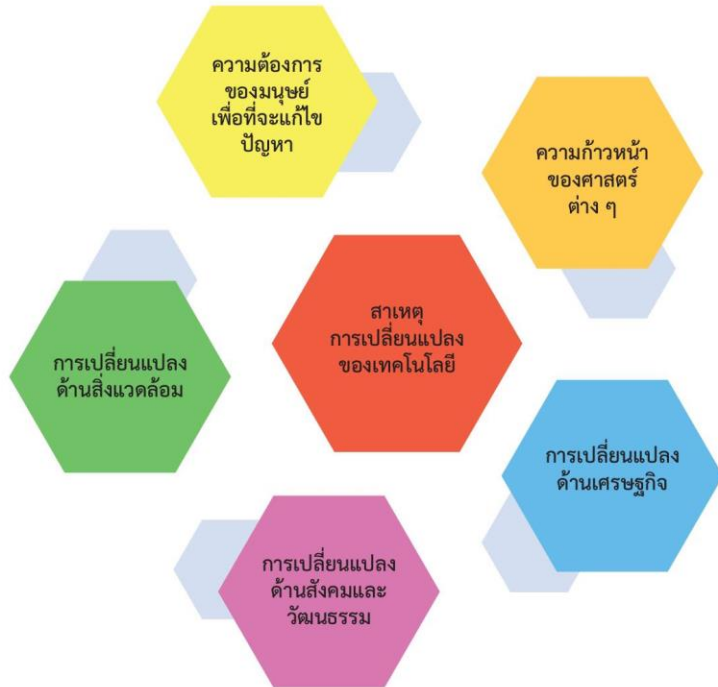 ความต้องการ
ของมนุษย์
เพื่อที่จะแก้ไข
ปัญหา
ความก้าวหน้า
ของศาสตร์
ต่าง ๆ
สาเหตุ
การเปลี่ยนแปลง
ของเทคโนโลยี
การเปลี่ยนแปลง
ด้านสิ่งแวดล้อม
การเปลี่ยนแปลง
ด้านเศรษฐกิจ
การเปลี่ยนแปลง
ด้านสังคมและ
วัฒนธรรม